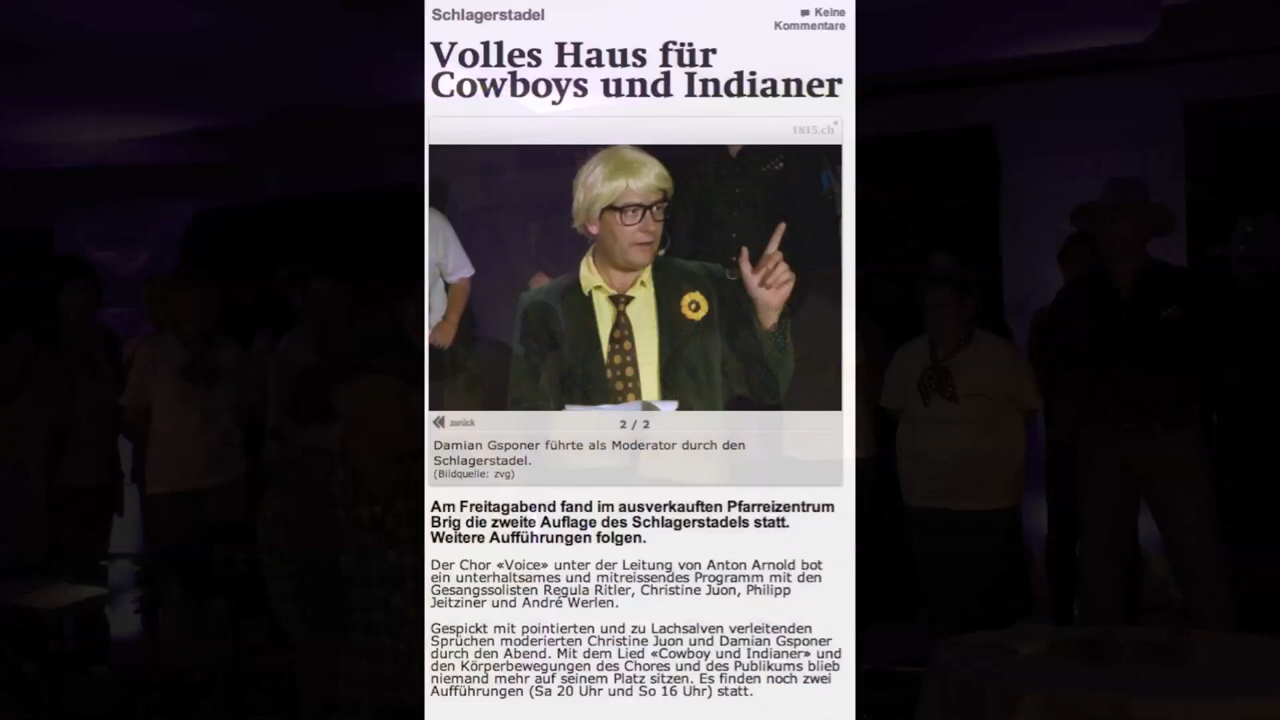 Schlagerstadel
Keine
Kommentare
Volles Haus für
Cowboys und Indianer
1815.ch
zurück
2 / 2
Damian Gsponer führte als Moderator durch den
Schlagerstadel.
(Bildquelle: zvg)
Am Freitagabend fand im ausverkauften Pfarreizentrum
Brig die zweite Auflage des Schlagerstadels statt.
Weitere Aufführungen folgen.
Der Chor «Voice» unter der Leitung von Anton Arnold bot
ein unterhaltsames und mitreissendes Programm mit den
Gesangssolisten Regula Ritler, Christine Juon, Philipp
Jeitziner und André Werlen.
Gespickt mit pointierten und zu Lachsalven verleitenden
Sprüchen moderierten Christine Juon und Damian Gsponer
durch den Abend. Mit dem Lied «Cowboy und Indianer» und
den Körperbewegungen des Chores und des Publikums blieb
niemand mehr auf seinem Platz sitzen. Es finden noch zwei
Aufführungen (Sa 20 Uhr und So 16 Uhr) statt.